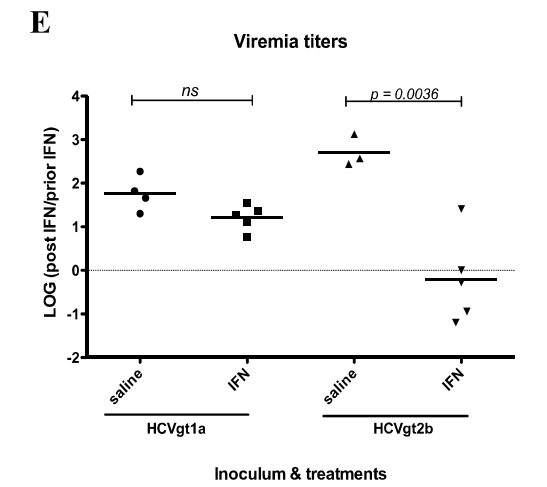 E
Viremia titers
LOG (post IFN/prior IFN)
4
3
2
1
0
-1
-2
ns
p = 0.0036
saline
IFN
saline
IFN
HCVgt1a
HCVgt2b
Inoculum & treatments